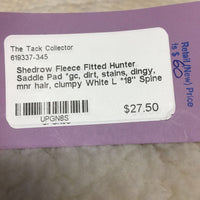 The Tack Collector
619337-345
Shedrow Fleece Fitted Hunter
Saddle Pad *gc, dirt, stains, dingy,
mnr hair, clumpy White L *18" Spine
$27.50
UPGN8S
Retail (New) Price
is $60